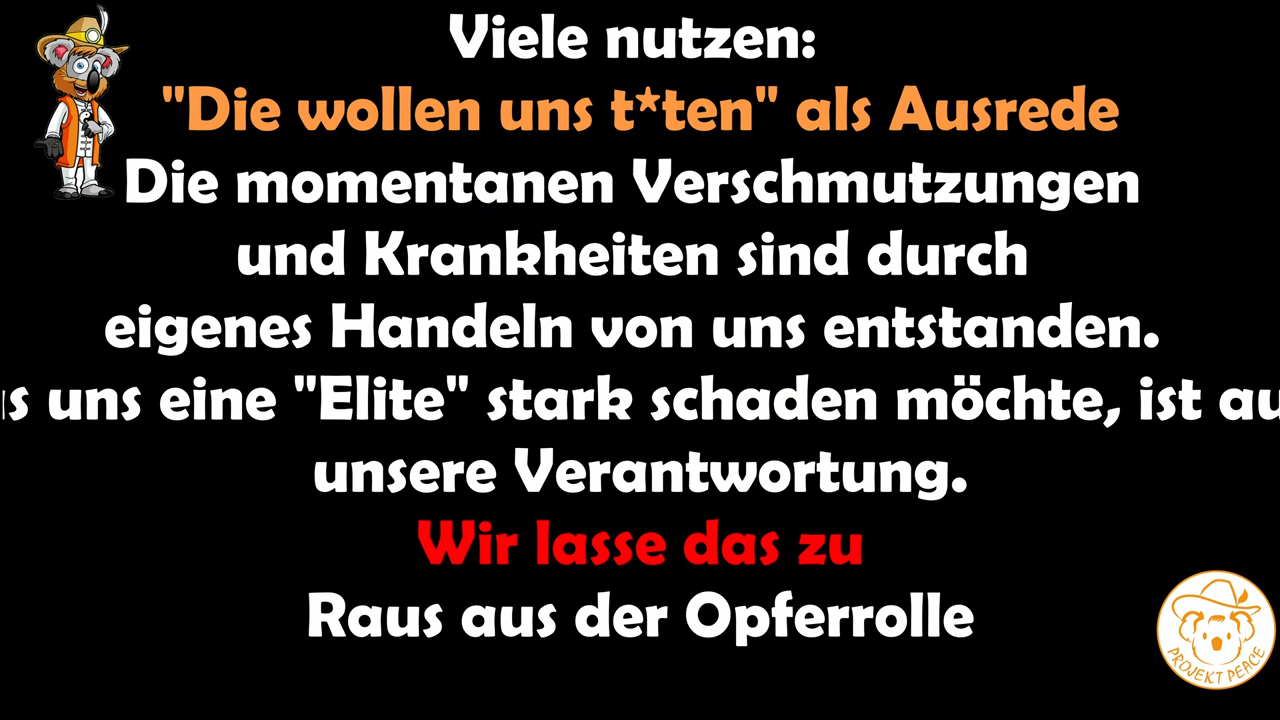 Viele nutzen:
"Die wollen uns t*ten" als Ausrede
Die momentanen Verschmutzungen
und Krankheiten sind durch
eigenes Handeln von uns entstanden.
uns eine "Elite" stark schaden möchte, ist
unsere Verantwortung.
Wir lasse das zu
Raus aus der Opferrolle
PROJEKT PEACE